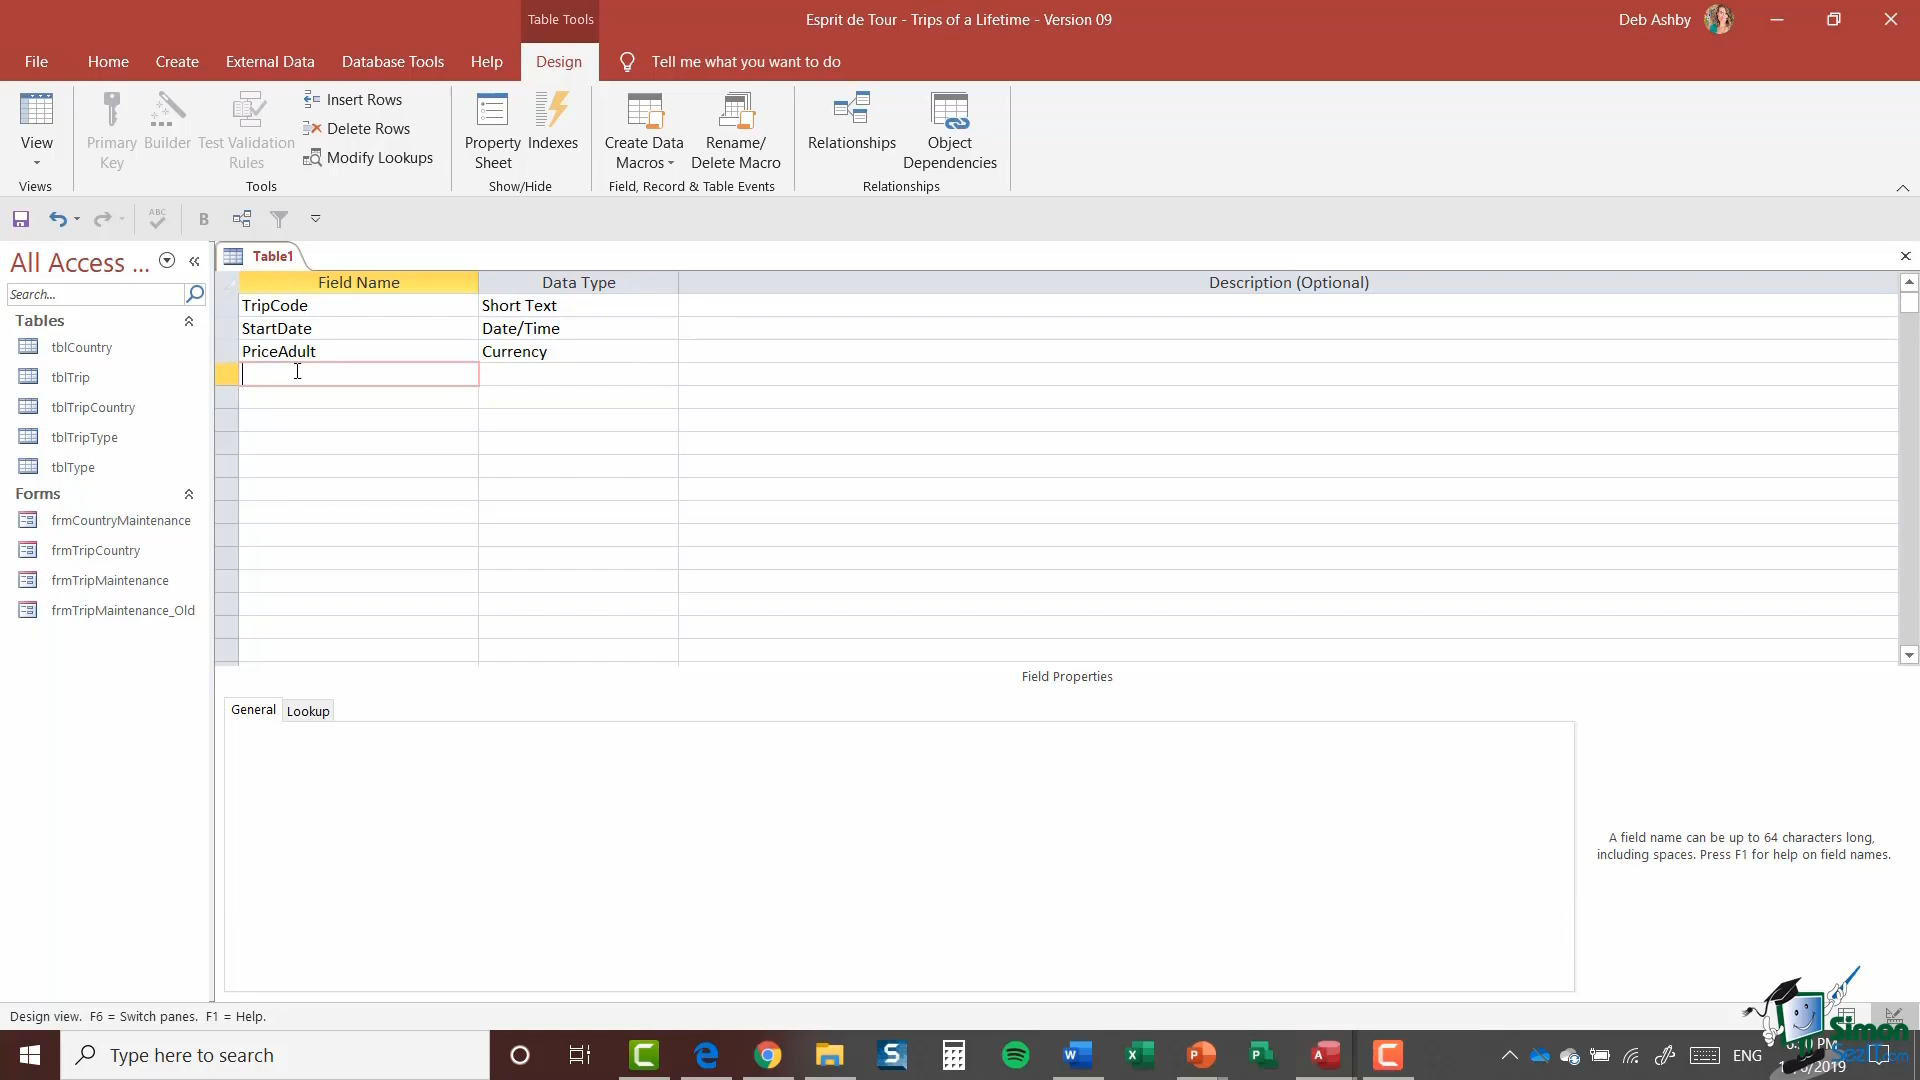 Table Tools
Esprit de Tour - Trips of a Lifetime - Version 09
Deb Ashby
File
Home
Create
External Data
Database Tools
Help
Design
Tell me what you want to do
View
Primary Key
Builder
Test Validation Rules
Insert Rows
Delete Rows
Modify Lookups
Property Sheet
Indexes
Create Data Macros
Rename/ Delete Macro
Relationships
Object Dependencies
Views
Tools
Show/Hide
Field, Record & Table Events
Relationships
ABC
B
All Access ...
Search...
Tables
tblCountry
tblTrip
tblTripCountry
tblTripType
tblType
Forms
frmCountryMaintenance
frmTripCountry
frmTripMaintenance
frmTripMaintenance_Old
Table1
Field Name Data Type Description (Optional)
TripCode Short Text
StartDate Date/Time
PriceAdult Currency
Field Properties
General
Lookup
A field name can be up to 64 characters long,
including spaces. Press F1 for help on field names.
Design view. F6 = Switch panes. F1 = Help.
Type here to search
ENG
PM
/2019
Simon
SezIT.com